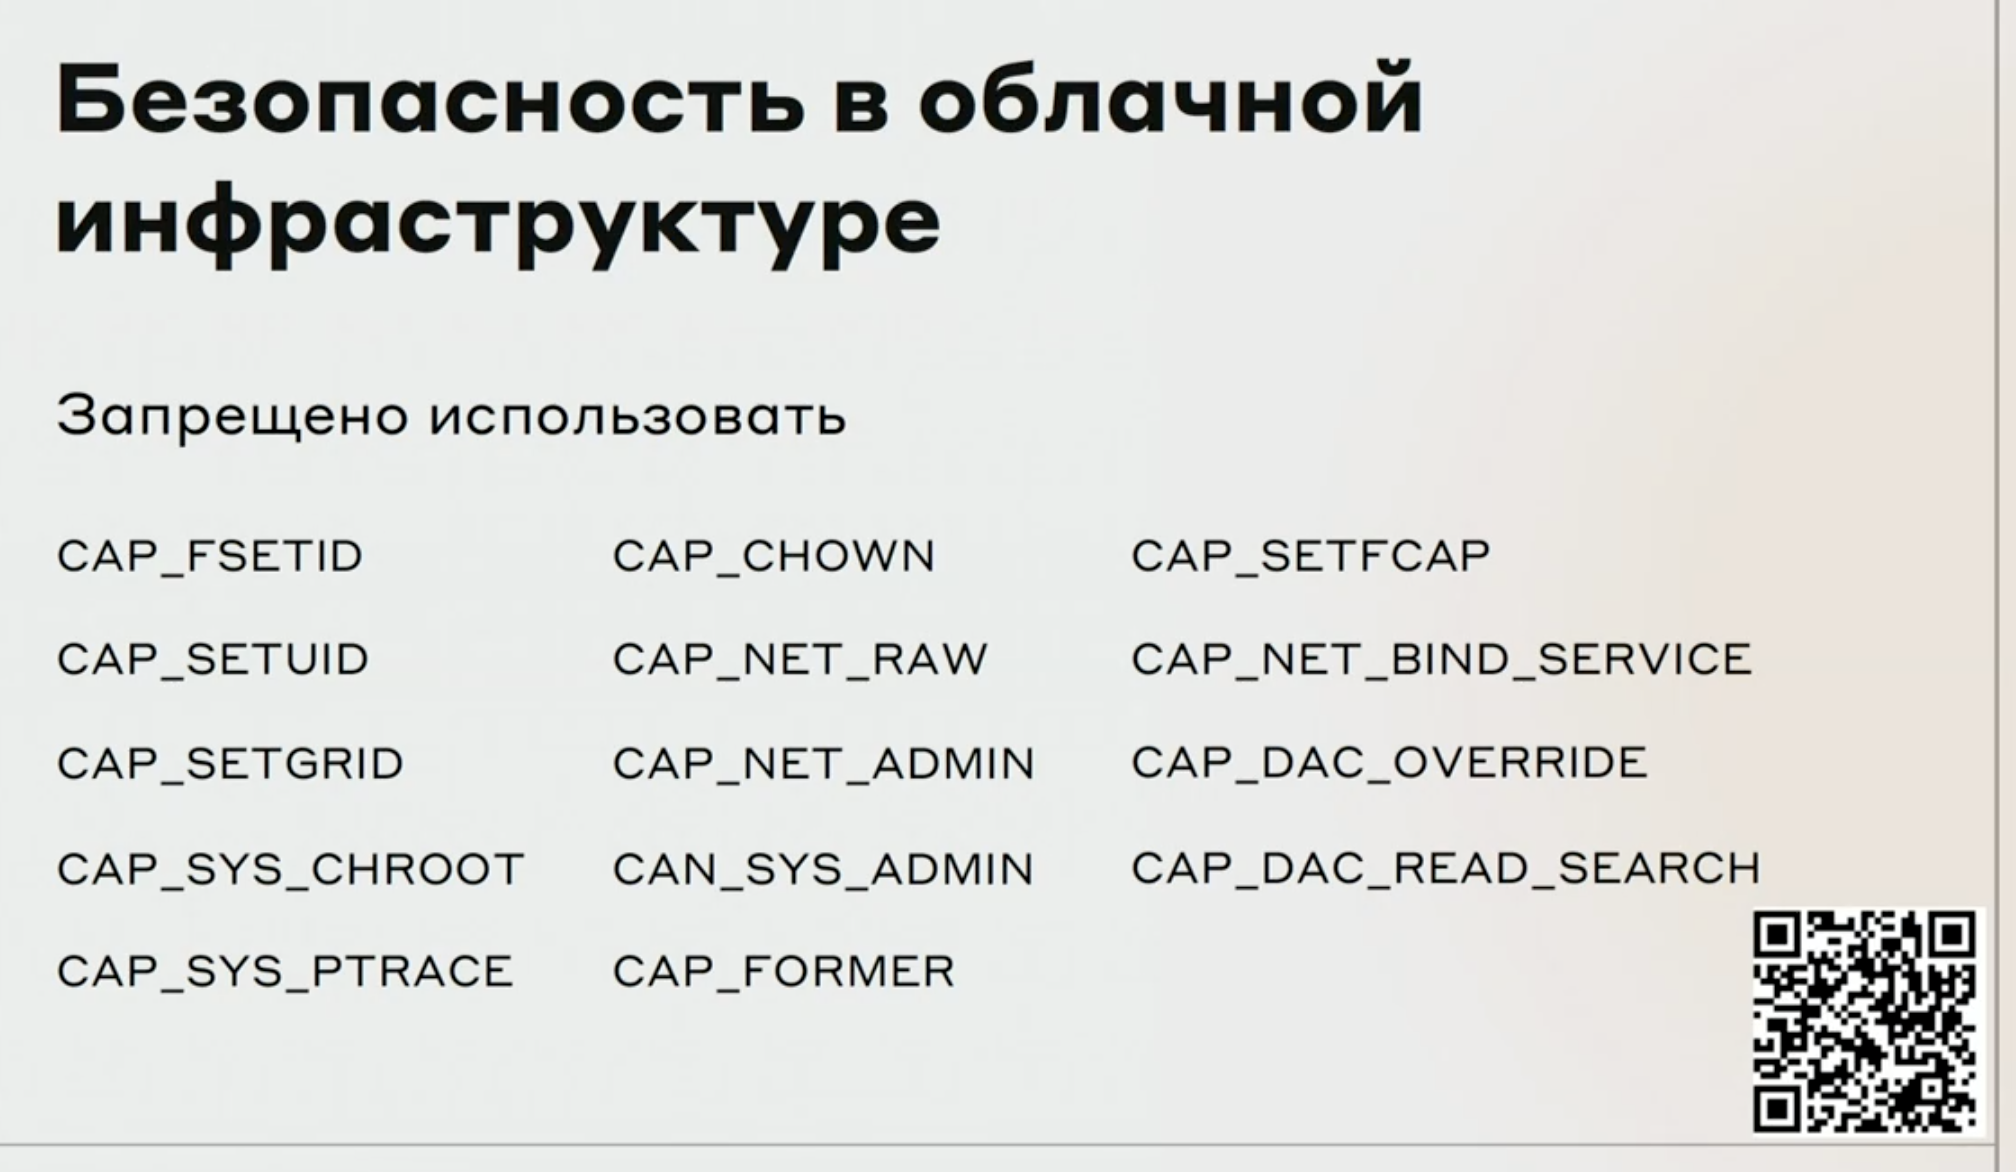 Безопасность в облачной
инфраструктуре
Запрещено использовать
CAP_FSETID
CAP_SETUID
CAP_SETGRID
CAP_SYS_CHROOT
CAP_SYS_PTRACE
CAP_CHOWN
CAP_NET_RAW
CAP_NET_ADMIN
CAN_SYS_ADMIN
CAP_FORMER
CAP_SETFCAP
CAP_NET_BIND_SERVICE
CAP_DAC_OVERRIDE
CAP_DAC_READ_SEARCH